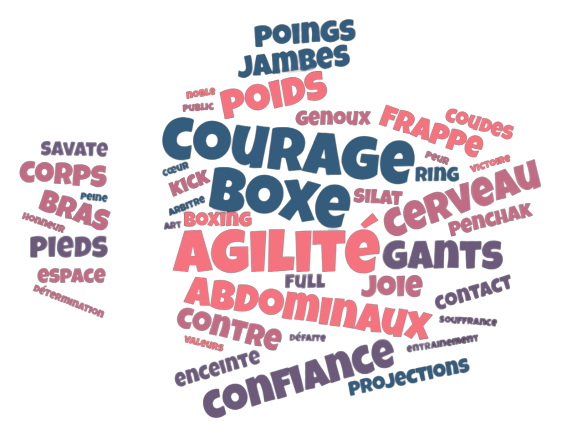 POINGS
JAMBES
NOBLE
POIDS
PUBLIC
GENOUX
FRAPPE
COUDES
COURAGE
PEUR
VICTOIRE
SAVATE
CŒUR
RING
CORPS
KICK
BOXE
SILAT
CERVEAU
PEINE
BRAS
ARBITRE
PENCHAK
HONNEUR
ART
BOXING
PIEDS
AGILITÉ
GANTS
ESPACE
FULL
JOIE
CONTACT
DÉTERMINATION
ABDOMINAUX
SOUFFRANCE
CONTRE
VALEURS
DÉFAITE
ENTRAINEMENT
ENCEINTE
CONFIANCE
PROJECTIONS